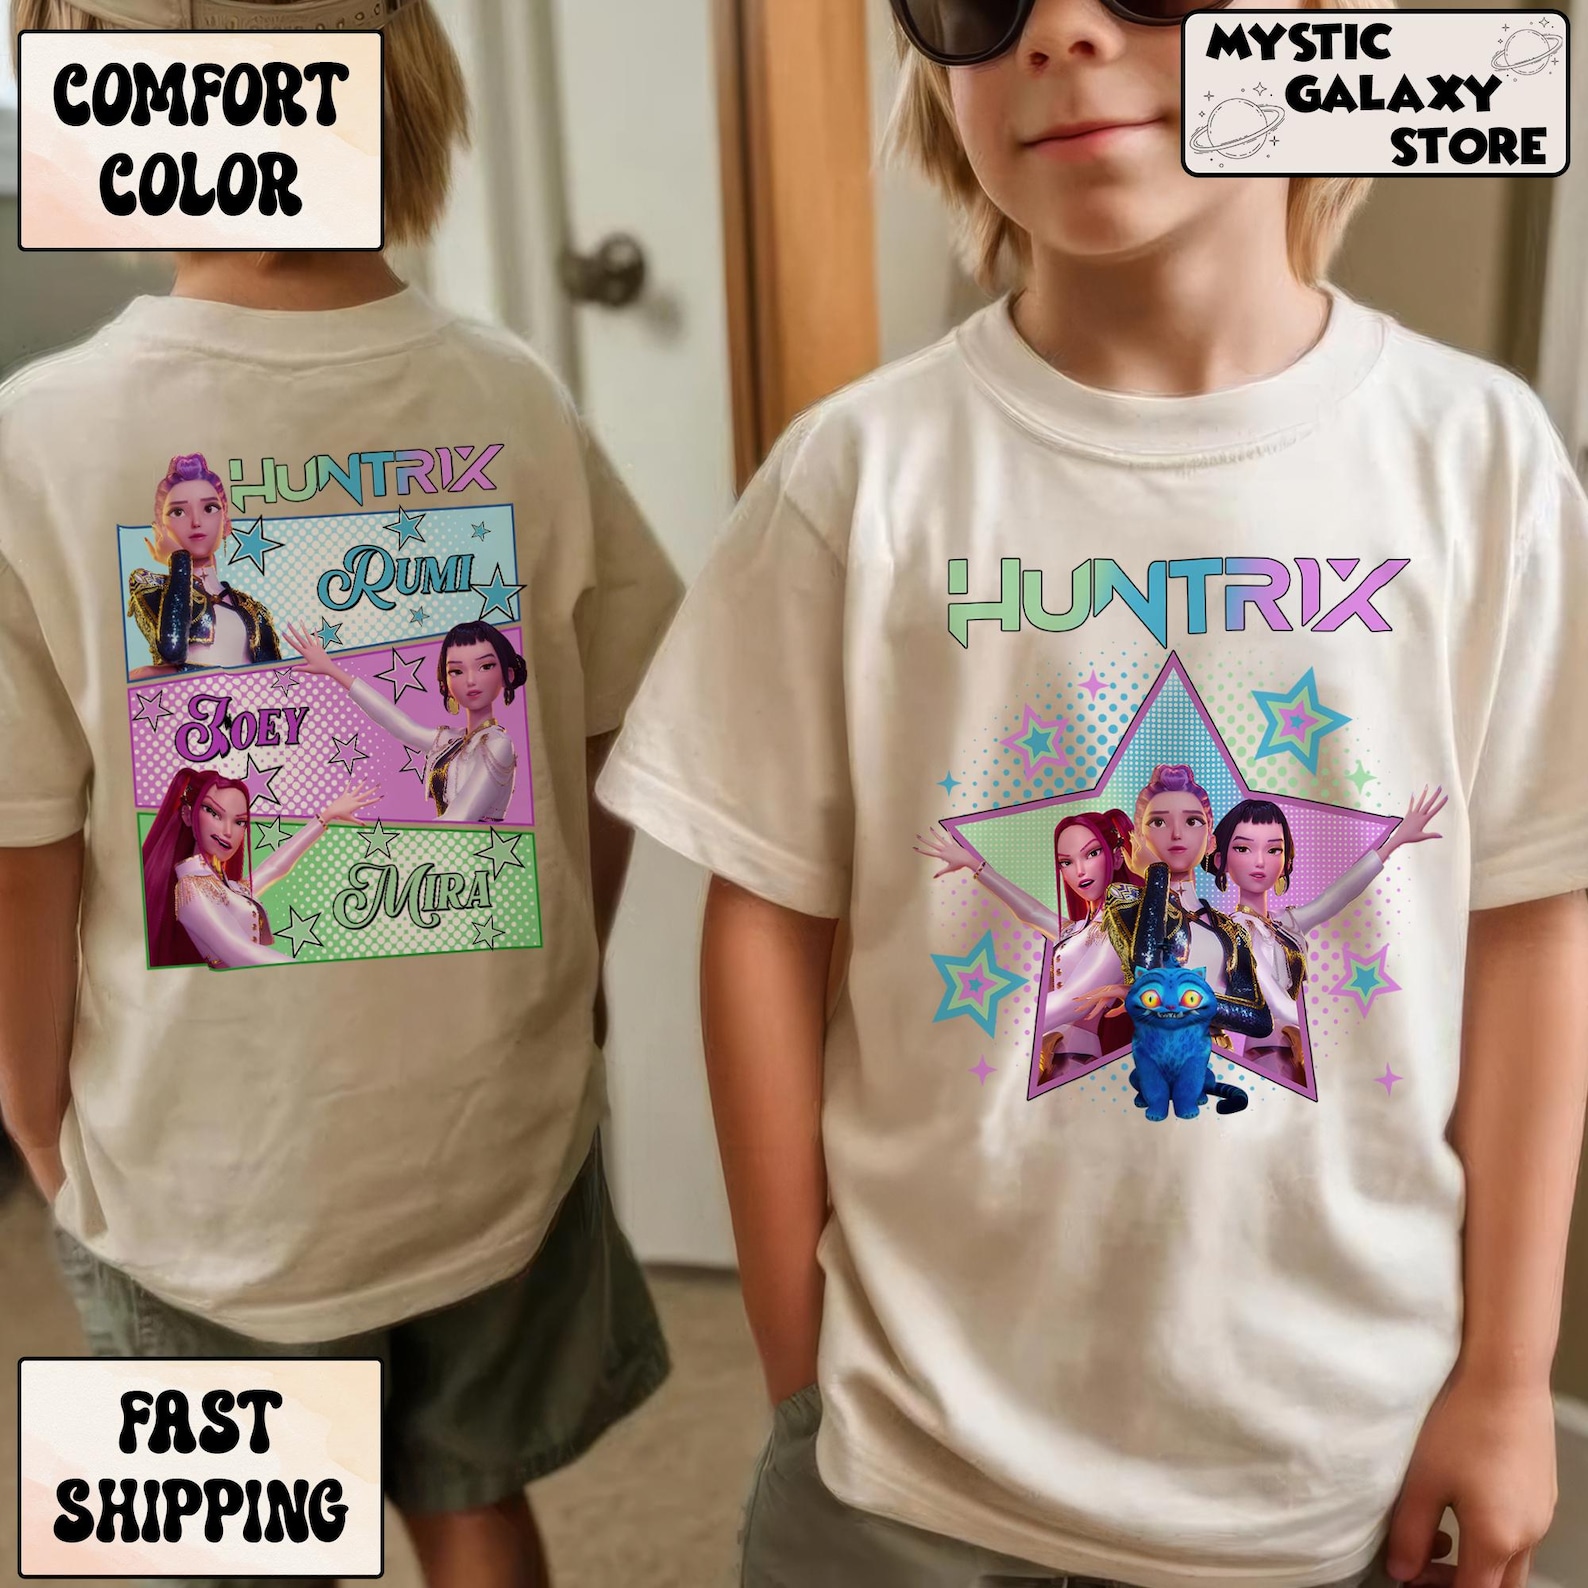 COMFORT
COLOR
MYSTIC
GALAXY
STORE
HUNTRIX
RUMI
ZOEY
MIRA
HUNTRIX
FAST
SHIPPING